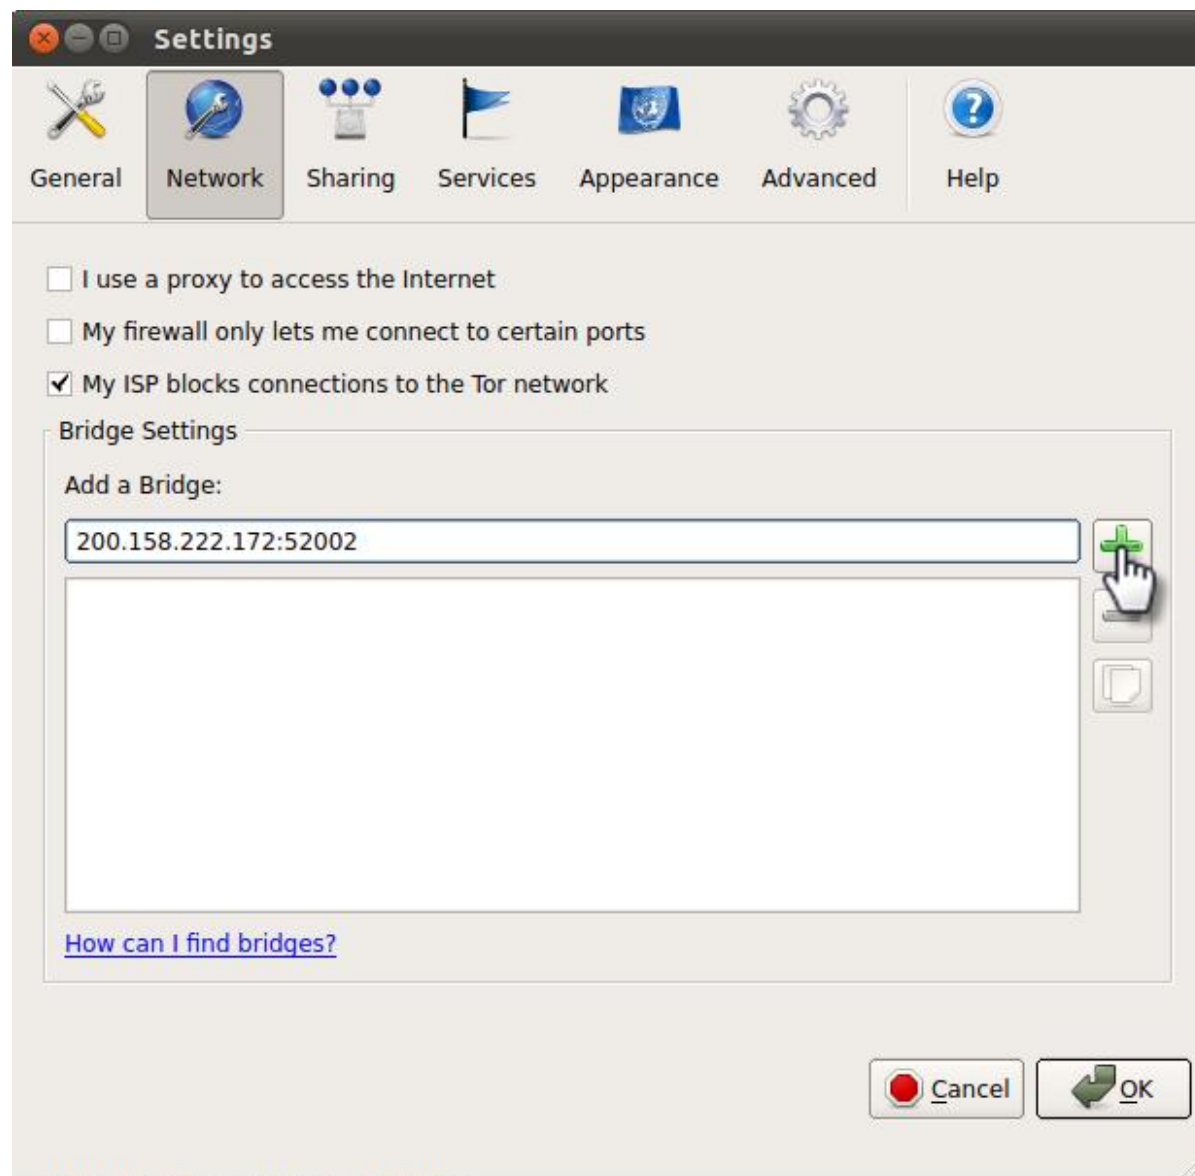 Settings
General Network Sharing Services Appearance Advanced Help
I use a proxy to access the Internet
My firewall only lets me connect to certain ports
My ISP blocks connections to the Tor network
Bridge Settings
Add a Bridge:
200.158.222.172:52002
How can I find bridges?
Cancel OK